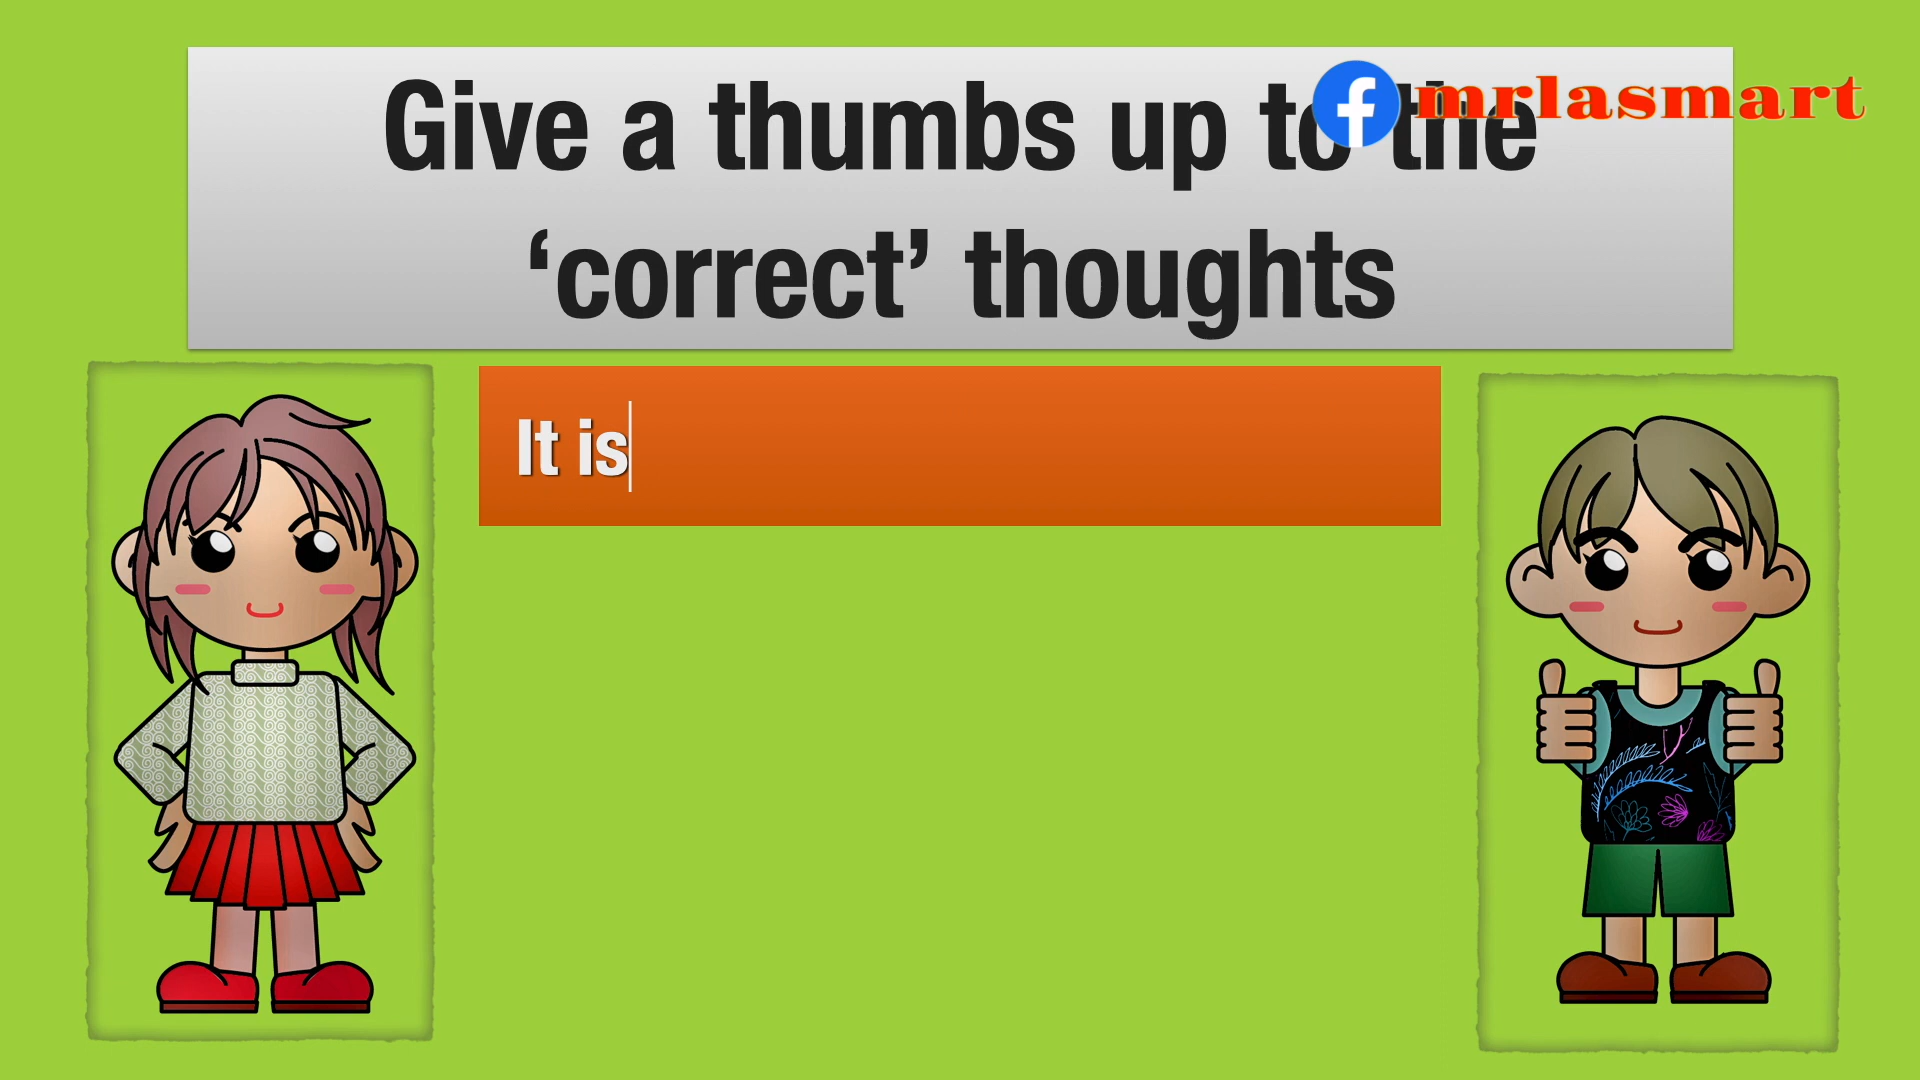 Give a thumbs up to the
‘correct’ thoughts
mrlasmart
It is